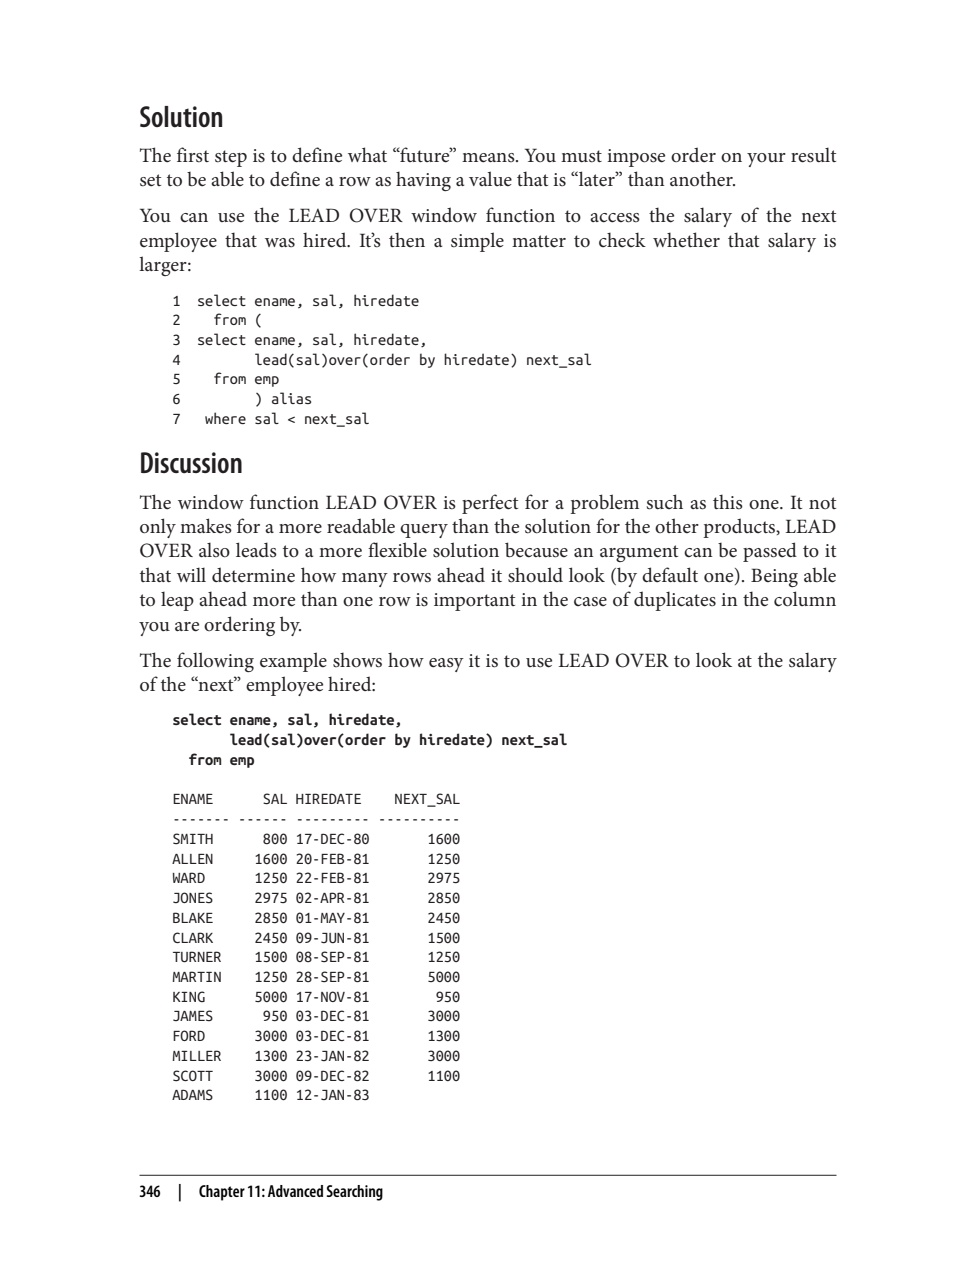 Solution
The first step is to define what “future” means. You must impose order on your result
set to be able to define a row as having a value that is “later” than another.
You can use the LEAD OVER window function to access the salary of the next
employee that was hired. It’s then a simple matter to check whether that salary is
larger:
1  select ename, sal, hiredate
2    from (
3  select ename, sal, hiredate,
4         lead(sal)over(order by hiredate) next_sal
5    from emp
6         ) alias
7   where sal < next_sal
Discussion
The window function LEAD OVER is perfect for a problem such as this one. It not
only makes for a more readable query than the solution for the other products, LEAD
OVER also leads to a more flexible solution because an argument can be passed to it
that will determine how many rows ahead it should look (by default one). Being able
to leap ahead more than one row is important in the case of duplicates in the column
you are ordering by.
The following example shows how easy it is to use LEAD OVER to look at the salary
of the “next” employee hired:
select ename, sal, hiredate,
       lead(sal)over(order by hiredate) next_sal
  from emp
ENAME      SAL HIREDATE    NEXT_SAL
------- ------ --------- ----------
SMITH      800 17-DEC-80       1600
ALLEN     1600 20-FEB-81       1250
WARD      1250 22-FEB-81       2975
JONES     2975 02-APR-81       2850
BLAKE     2850 01-MAY-81       2450
CLARK     2450 09-JUN-81       1500
TURNER    1500 08-SEP-81       1250
MARTIN    1250 28-SEP-81       5000
KING      5000 17-NOV-81        950
JAMES      950 03-DEC-81       3000
FORD      3000 03-DEC-81       1300
MILLER    1300 23-JAN-82       3000
SCOTT     3000 09-DEC-82       1100
ADAMS     1100 12-JAN-83
346 | Chapter 11: Advanced Searching